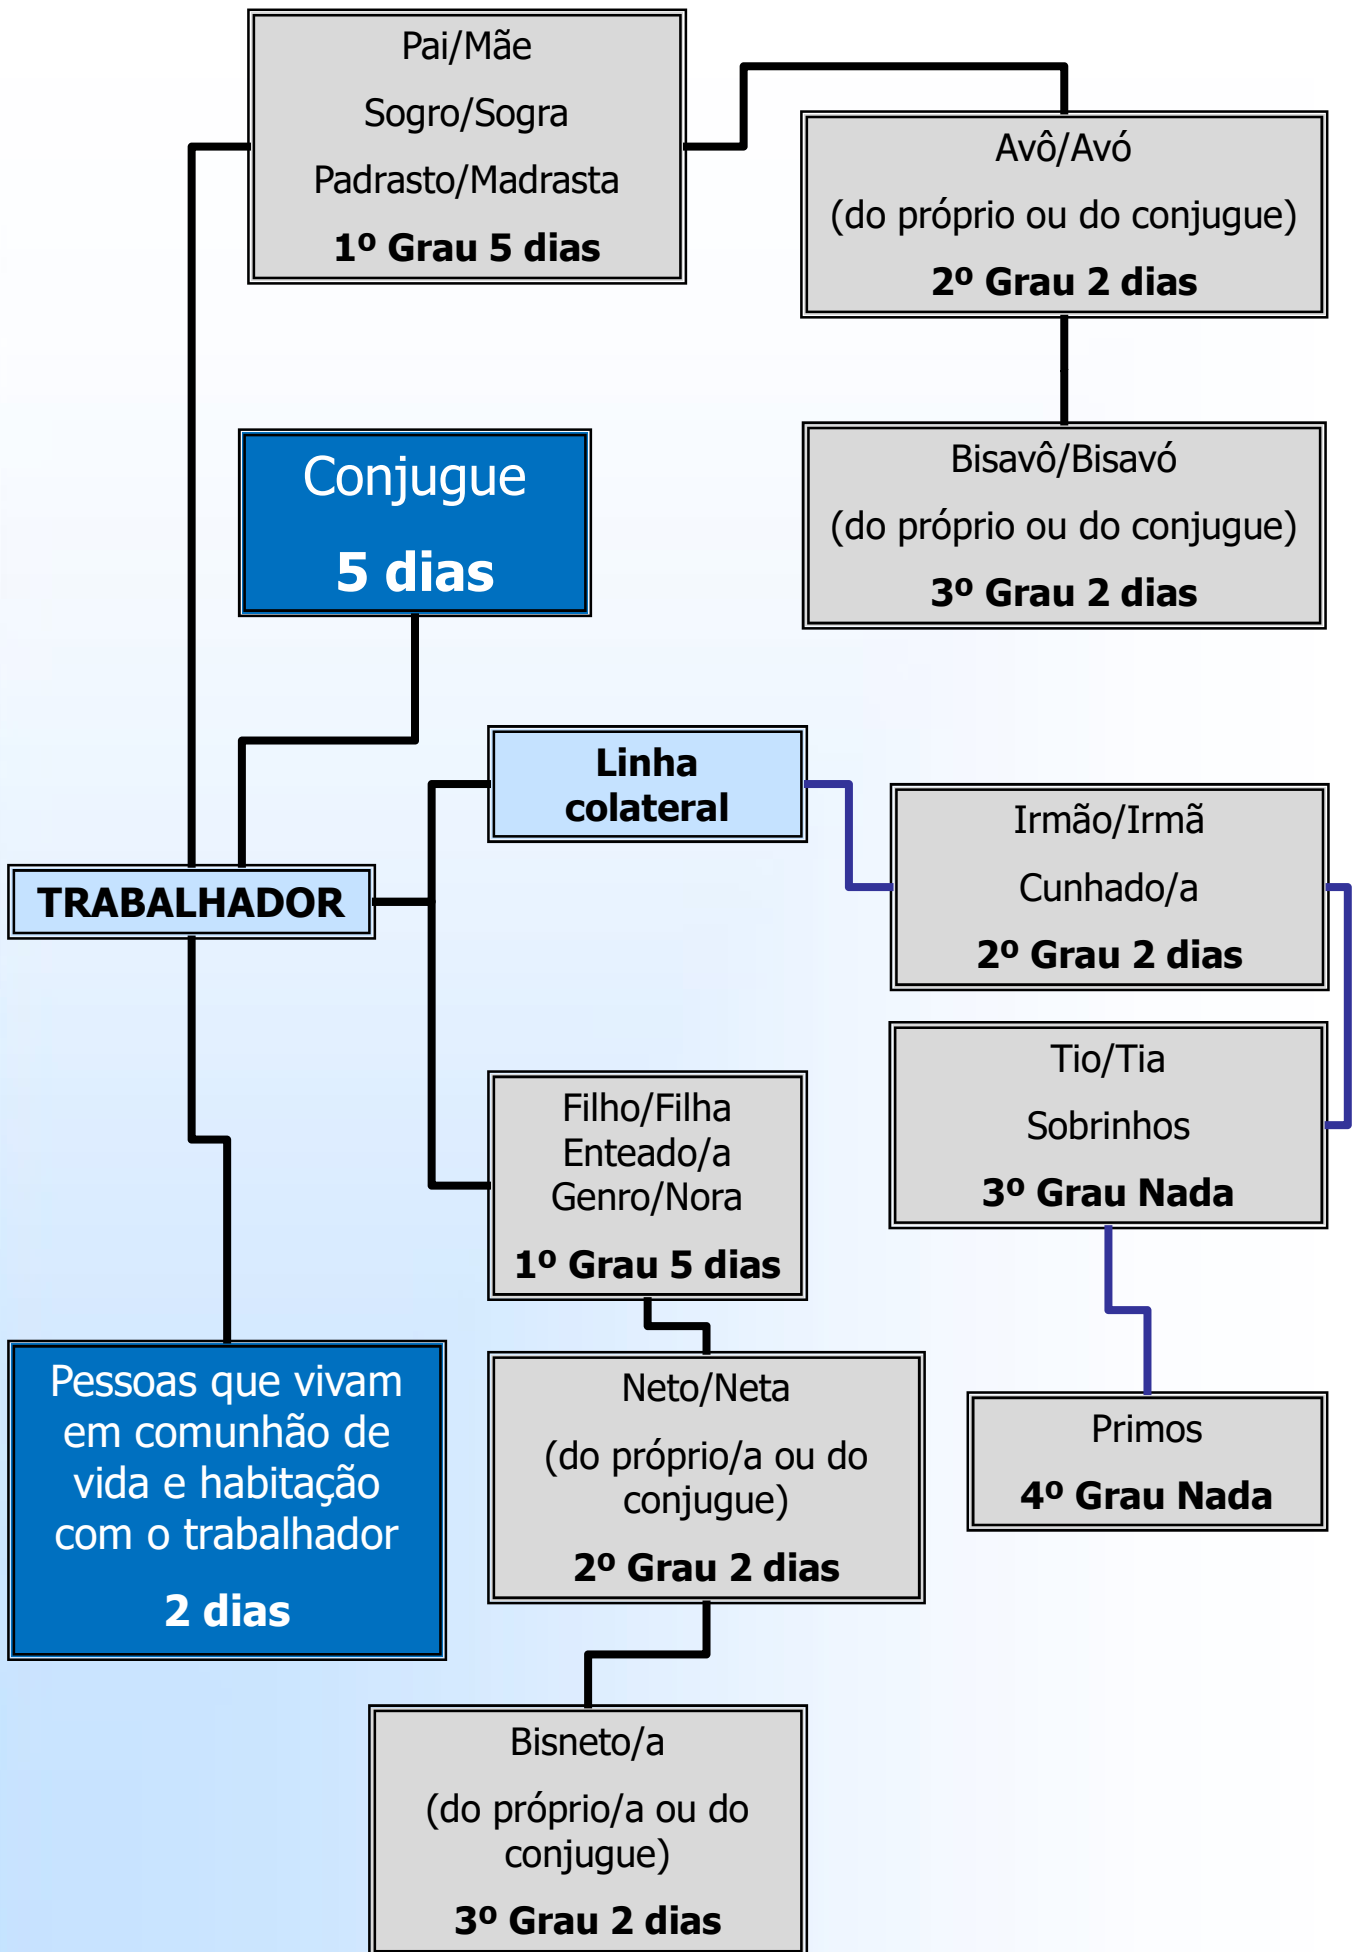 Pai/Mãe
Sogro/Sogra
Padrasto/Madrasta
1º Grau 5 dias
Avô/Avó
(do próprio ou do conjugue)
2º Grau 2 dias
Bisavô/Bisavó
(do próprio ou do conjugue)
3º Grau 2 dias
Conjugue
5 dias
Linha
colateral
TRABALHADOR
Irmão/Irmã
Cunhado/a
2º Grau 2 dias
Tio/Tia
Sobrinhos
3º Grau Nada
Filho/Filha
Enteado/a
Genro/Nora
1º Grau 5 dias
Pessoas que vivam
em comunhão de
vida e habitação
com o trabalhador
2 dias
Neto/Neta
(do próprio/a ou do
conjugue)
2º Grau 2 dias
Primos
4º Grau Nada
Bisneto/a
(do próprio/a ou do
conjugue)
3º Grau 2 dias